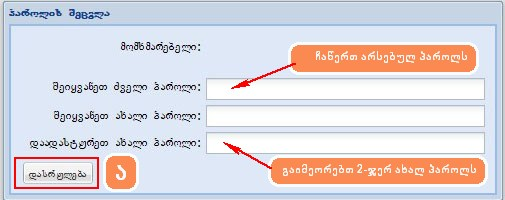 პაროლის შეცვლა
მომხმარებელი:
ჩაწერთ არსებულ პაროლს
შეიყვანეთ ძველი პაროლი:
შეიყვანეთ ახალი პაროლი:
დაადასტურეთ ახალი პაროლი:
დასრულება
ა
გაიმეორებთ 2-ჯერ ახალ პაროლს